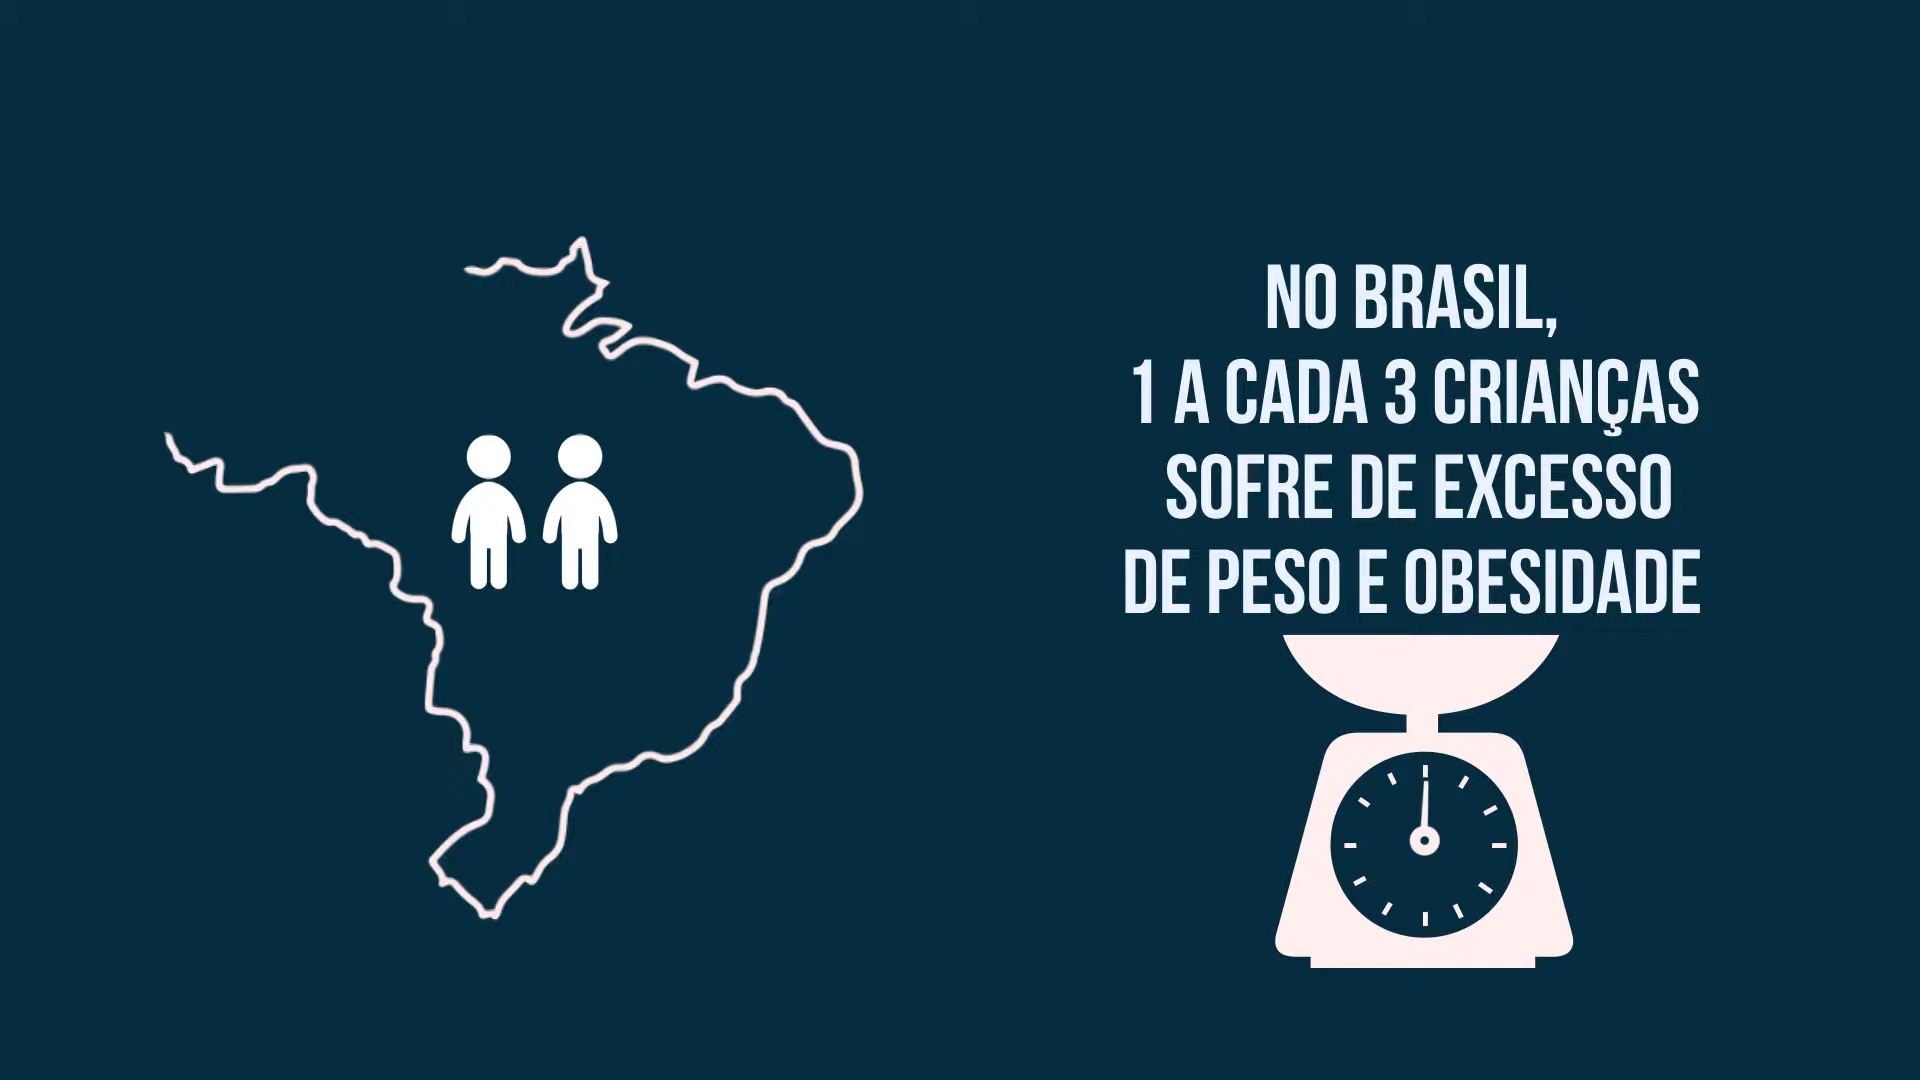 NO BRASIL,
1 A CADA 3 CRIANÇAS
SOFRE DE EXCESSO
DE PESO E OBESIDADE